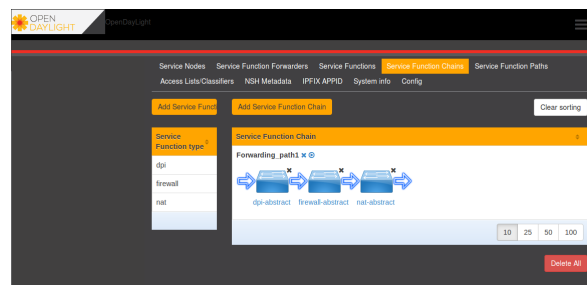 OPEN
DAYLIGHT
OpenDayLight
Service Nodes Service Function Forwarders Service Functions Service Function Chains Service Function Paths
Access Lists/Classifiers NSH Metadata IPFIX APPID System info Config
Add Service Functi Add Service Function Chain Clear sorting
Service
Function type
Service Function Chain
Forwarding_path1
dpi
firewall
nat
dpi-abstract firewall-abstract nat-abstract
10 25 50 100
Delete All